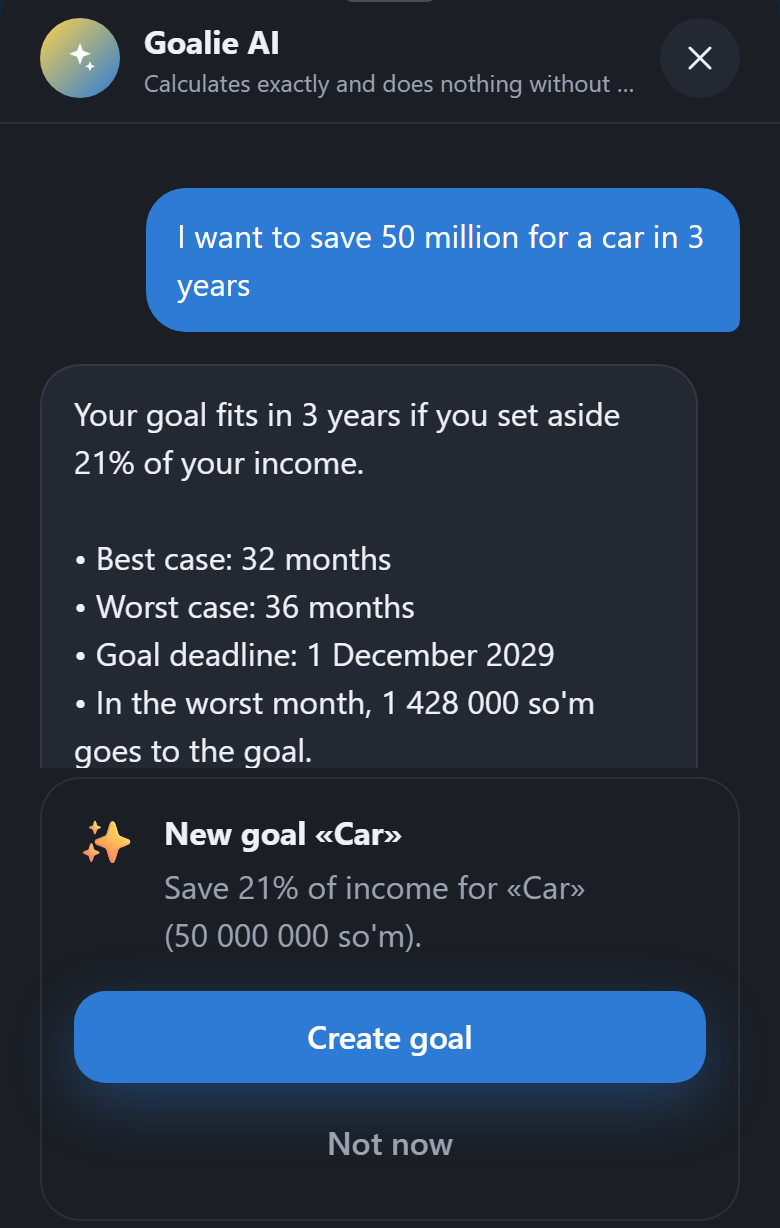 Goalie AI
Calculates exactly and does nothing without ...
I want to save 50 million for a car in 3
years
Your goal fits in 3 years if you set aside
21% of your income.
• Best case: 32 months
• Worst case: 36 months
• Goal deadline: 1 December 2029
• In the worst month, 1 428 000 so'm
goes to the goal.
New goal «Car»
Save 21% of income for «Car»
(50 000 000 so'm).
Create goal
Not now